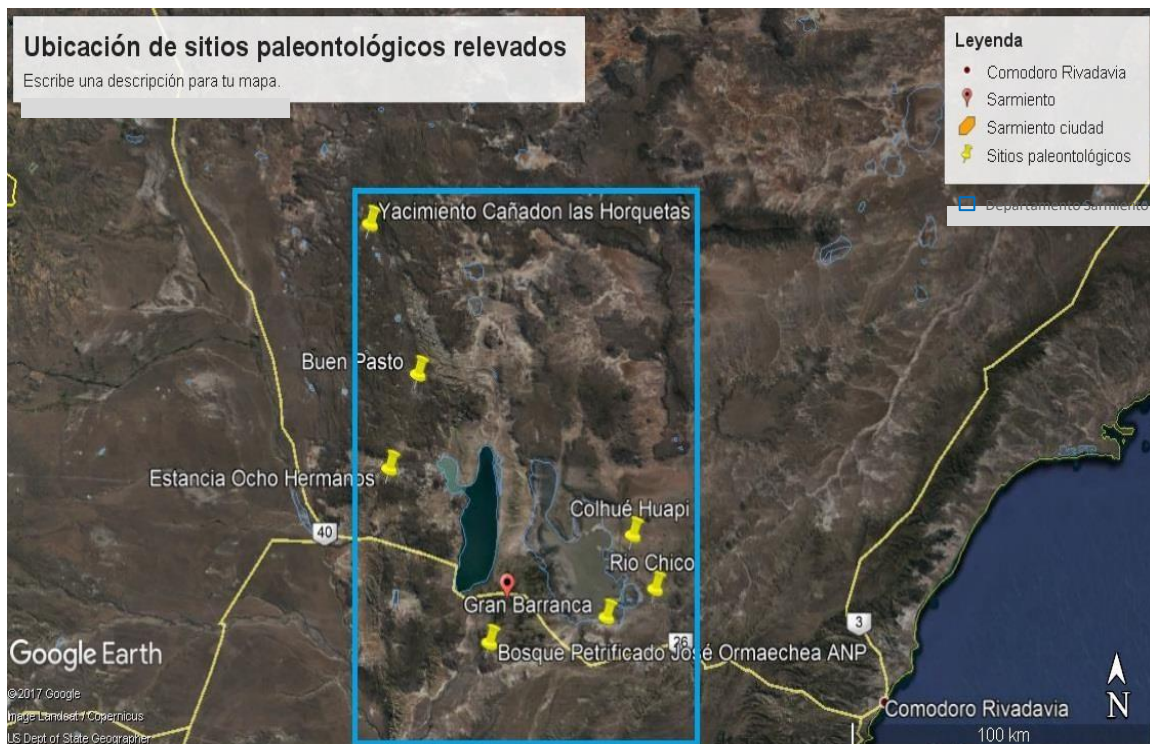 Ubicación de sitios paleontológicos relevados
Escribe una descripción para tu mapa.
Leyenda
Comodoro Rivadavia
Sarmiento
Sarmiento ciudad
Sitios paleontológicos
Departamento Sarmiento
Yacimiento Cañadon las Horquetas
Buen Pasto
Estancia Ocho Hermanos
Colhué Huapi
40
Rio Chico
Gran Barranca
3
26
Bosque Petrificado José Ormaechea ANP
Google Earth
©2017 Google
Image Landsat / Copernicus
US Dept of State Geographer
N
Comodoro Rivadavia
100 km